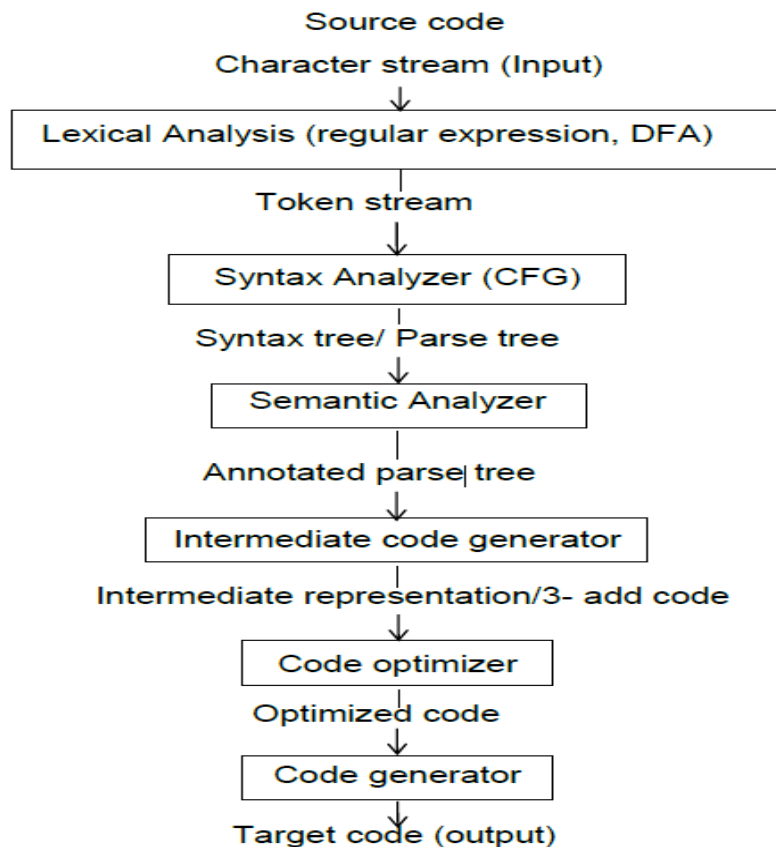 Source code
Character stream (Input)
Lexical Analysis (regular expression, DFA)
Token stream
Syntax Analyzer (CFG)
Syntax tree/ Parse tree
Semantic Analyzer
Annotated parse tree
Intermediate code generator
Intermediate representation/3- add code
Code optimizer
Optimized code
Code generator
Target code (output)